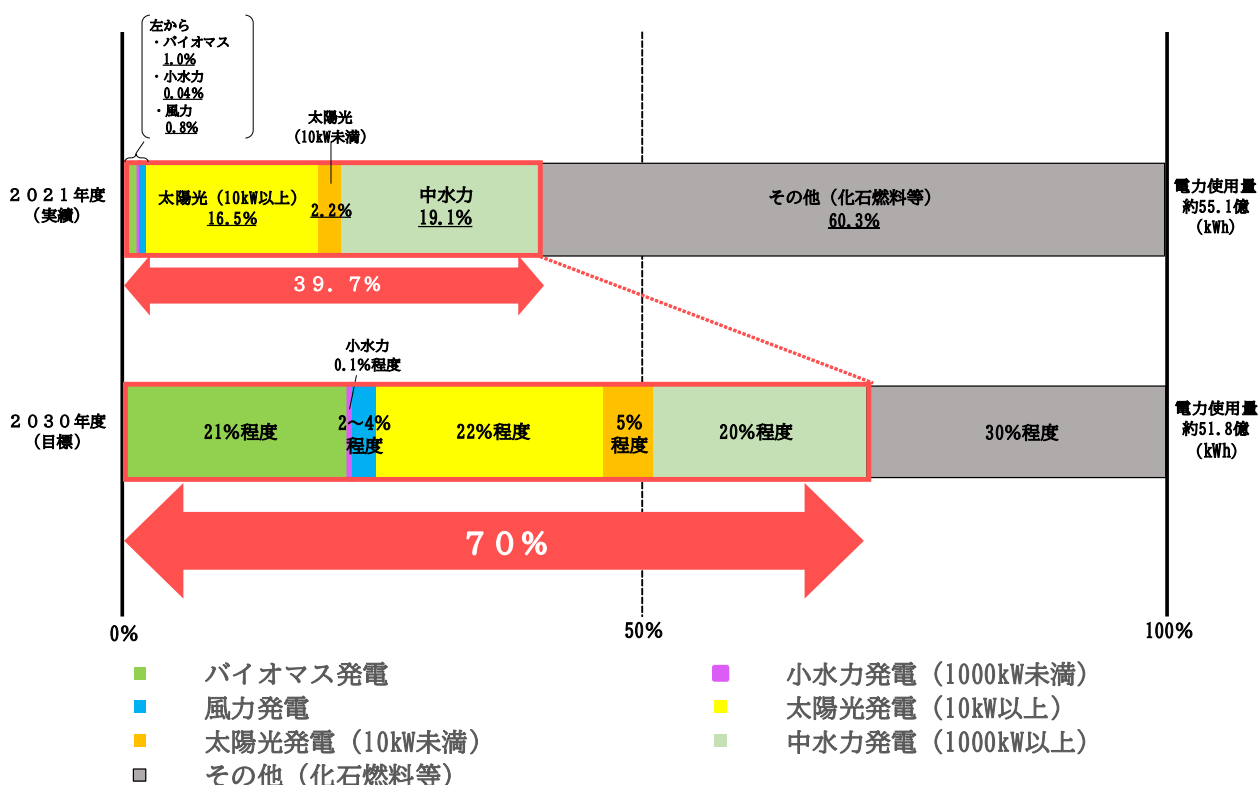 左から
・バイオマス
1.0%
・小水力
0.04%
・風力
0.8%
太陽光
(10kW未満)
２０２１年度
(実績)
太陽光（10kW以上）
16.5%
2.2%
中水力
19.1%
その他（化石燃料等）
60.3%
電力使用量
約55.1億
(kWh)
３９．７%
小水力
0.1%程度
２０３０年度
(目標)
21%程度
2～4%
程度
22%程度
5%
程度
20%程度
30%程度
電力使用量
約51.8億
(kWh)
７０%
0%
50%
100%
バイオマス発電
小水力発電（1000kW未満）
風力発電
太陽光発電（10kW以上）
太陽光発電（10kW未満）
中水力発電（1000kW以上）
その他（化石燃料等）